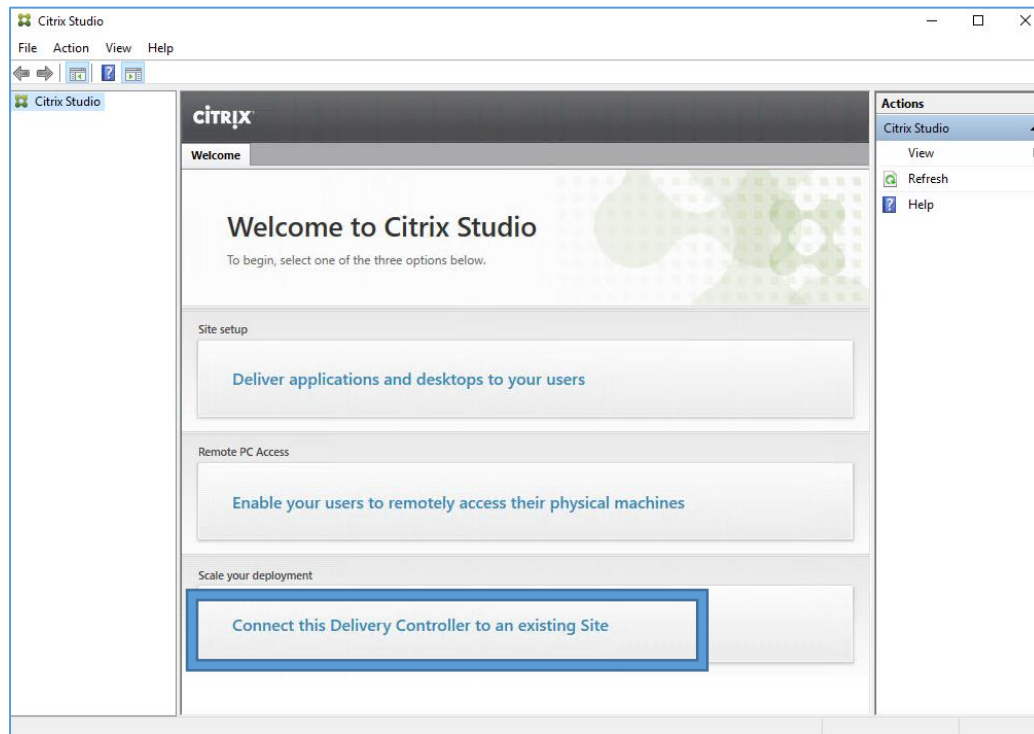 Citrix Studio
File Action View Help
Citrix Studio
CITRIX
Welcome
Welcome to Citrix Studio
To begin, select one of the three options below.
Site setup
Deliver applications and desktops to your users
Remote PC Access
Enable your users to remotely access their physical machines
Scale your deployment
Connect this Delivery Controller to an existing Site
Actions
Citrix Studio
View
Refresh
Help